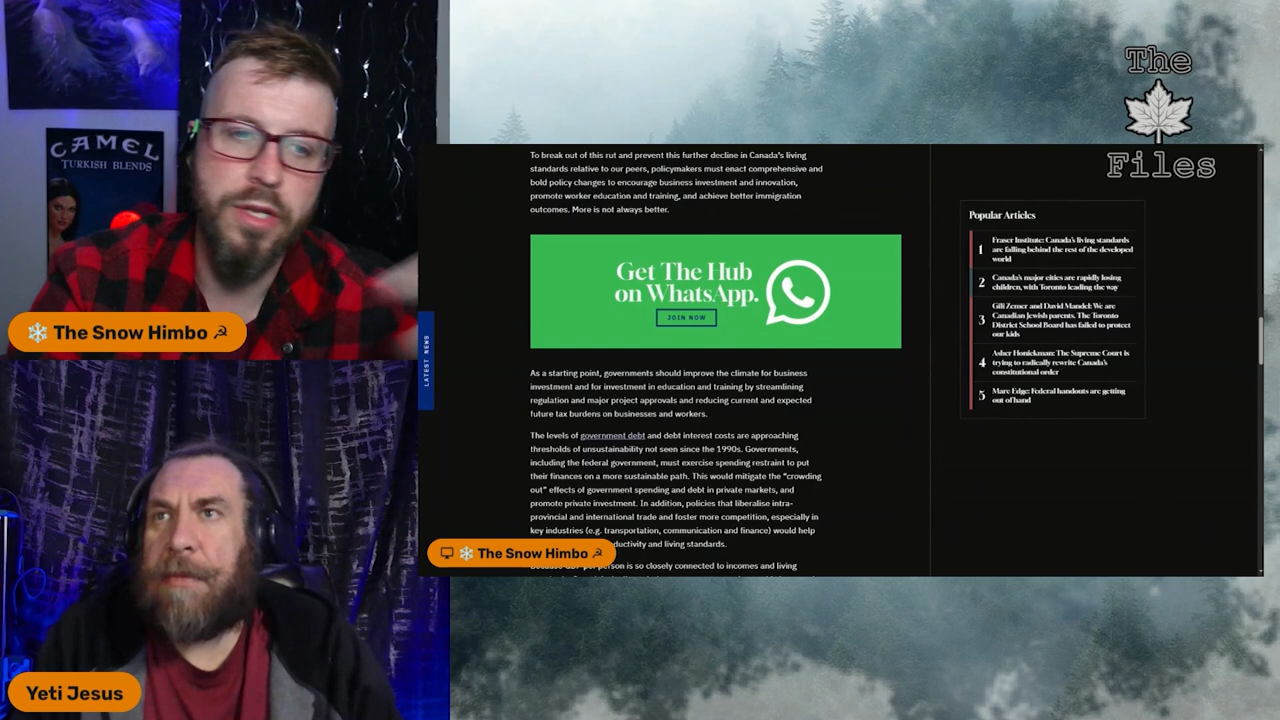 CAMEL
TURKISH BLENDS
❄️ The Snow Himbo ☭
Yeti Jesus
The
Files
LATEST NEWS
To break out of this rut and prevent this further decline in Canada's living
standards relative to our peers, policymakers must enact comprehensive and
bold policy changes to encourage business investment and innovation,
promote worker education and training, and achieve better immigration
outcomes. More is not always better.
Get The Hub
on WhatsApp.
JOIN NOW
As a starting point, governments should improve the climate for business
investment and for investment in education and training by streamlining
regulation and major project approvals and reducing current and expected
future tax burdens on businesses and workers.
The levels of government debt and debt interest costs are approaching
thresholds of unsustainability not seen since the 1990s. Governments,
including the federal government, must exercise spending restraint to put
their finances on a more sustainable path. This would mitigate the "crowding
out" effects of government spending and debt in private markets, and
promote private investment. In addition, policies that liberalise intra-
provincial and international trade and foster more competition, especially in
key industries (e.g. transportation, communication and finance) would help
ductivity and living standards.
❄️ The Snow Himbo ☭
is so closely connected to incomes and living
Popular Articles
1 Fraser Institute: Canada's living standards
are falling behind the rest of the developed
world
2 Canada's major cities are rapidly losing
children, with Toronto leading the way
3 Gili Zemer and David Mandel: We are
Canadian Jewish parents. The Toronto
District School Board has failed to protect
our kids
4 Asher Honickman: The Supreme Court is
trying to radically rewrite Canada's
constitutional order
5 Marc Edge: Federal handouts are getting
out of hand